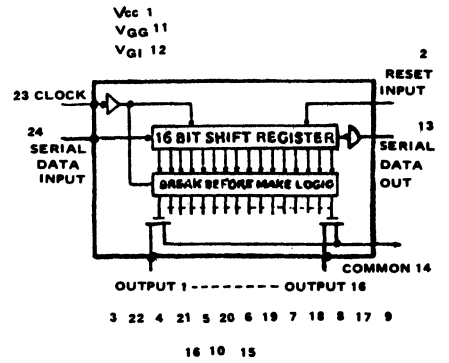 Vcc 1
VGG 11
VGI 12
2
RESET
INPUT
23 CLOCK
24
SERIAL
DATA
INPUT
16 BIT SHIFT REGISTER
13
SERIAL
DATA
OUT
BREAK BEFORE MAKE LOGIC
COMMON 14
OUTPUT 1 - - - - - - - - - OUTPUT 16
3 22 4 21 5 20 6 19 7 18 8 17 9
16 10 15